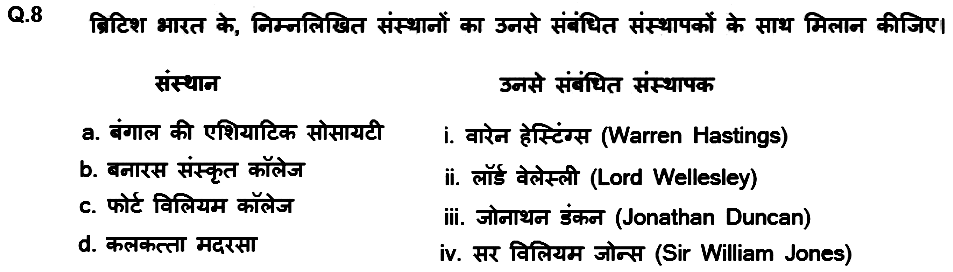 Q.8 ब्रिटिश भारत के, निम्नलिखित संस्थानों का उनसे संबंधित संस्थापकों के साथ मिलान कीजिए।
संस्थान उनसे संबंधित संस्थापक
a. बंगाल की एशियाटिक सोसायटी i. वारेन हेस्टिंग्स (Warren Hastings)
b. बनारस संस्कृत कॉलेज ii. लॉर्ड वेलेस्ली (Lord Wellesley)
c. फोर्ट विलियम कॉलेज iii. जोनाथन डंकन (Jonathan Duncan)
d. कलकत्ता मदरसा iv. सर विलियम जोन्स (Sir William Jones)